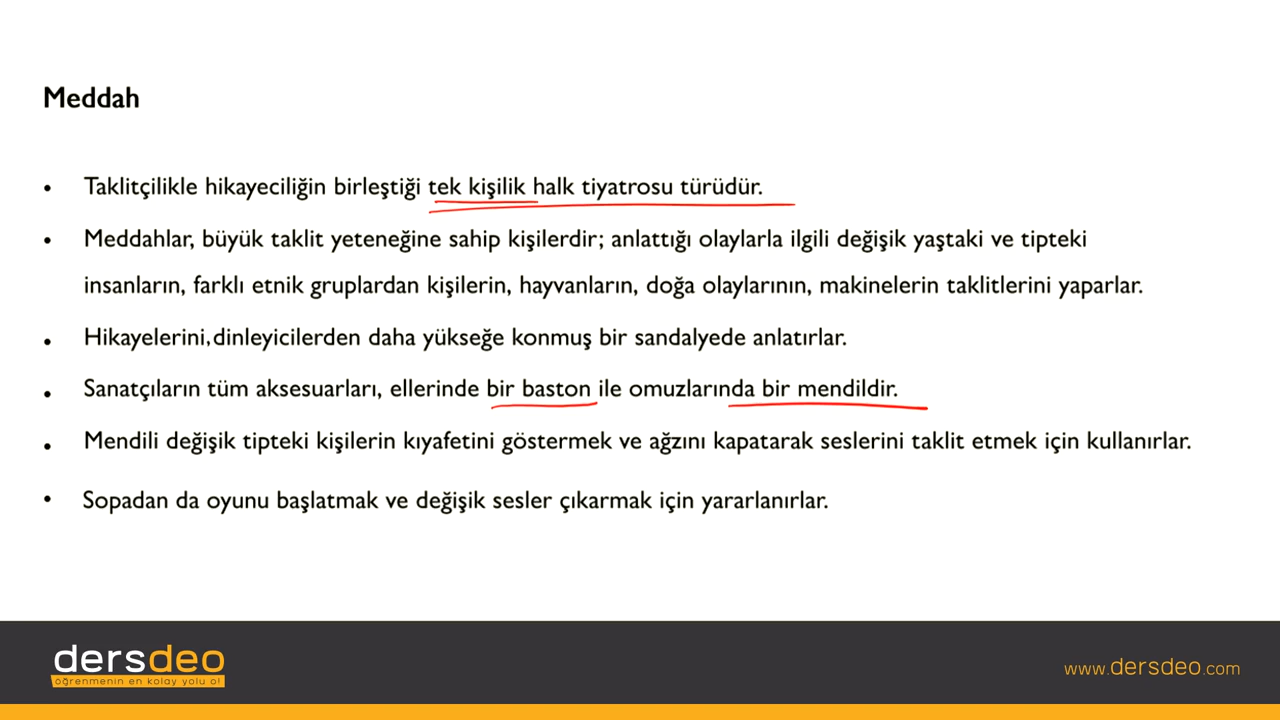 Meddah
• Taklitçilikle hikayeciliğin birleştiği tek kişilik halk tiyatrosu türüdür.
• Meddahlar, büyük taklit yeteneğine sahip kişilerdir; anlattığı olaylarla ilgili değişik yaştaki ve tipteki
insanların, farklı etnik gruplardan kişilerin, hayvanların, doğa olaylarının, makinelerin taklitlerini yaparlar.
• Hikayelerini,dinleyicilerden daha yükseğe konmuş bir sandalyede anlatırlar.
• Sanatçıların tüm aksesuarları, ellerinde bir baston ile omuzlarında bir mendildir.
• Mendili değişik tipteki kişilerin kıyafetini göstermek ve ağzını kapatarak seslerini taklit etmek için kullanırlar.
• Sopadan da oyunu başlatmak ve değişik sesler çıkarmak için yararlanırlar.
dersdeo
öğrenmenin en kolay yolu o!
www.dersdeo.com